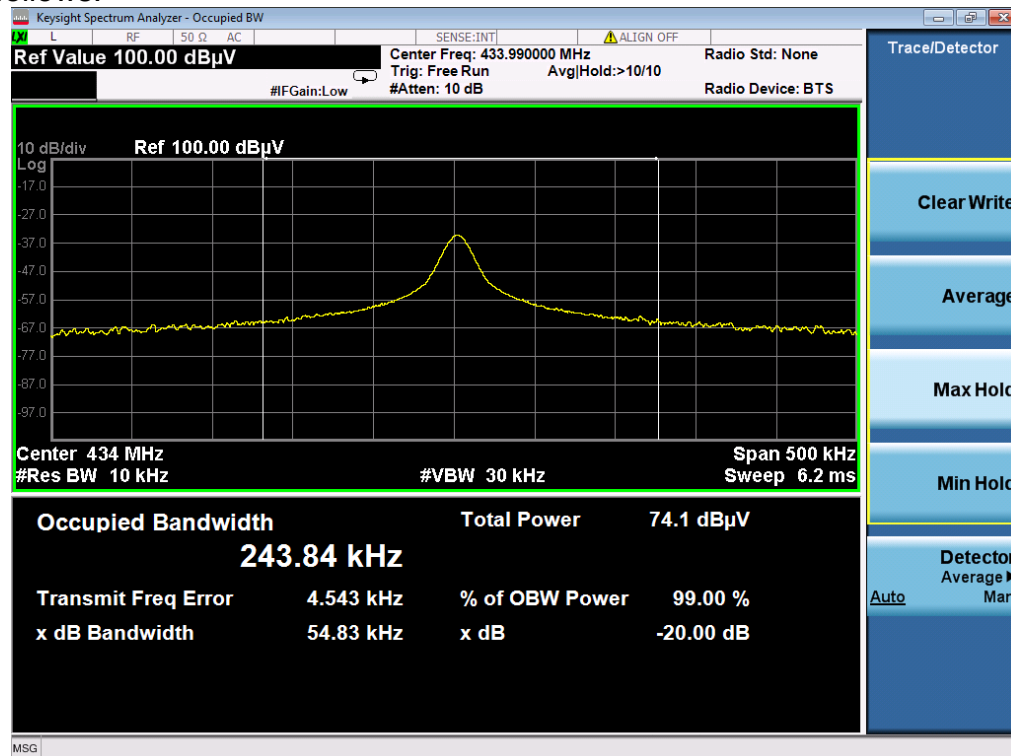 Keysight Spectrum Analyzer - Occupied BW
LXI L RF 50 Ω AC SENSE:INT ALIGN OFF
Ref Value 100.00 dBµV
Center Freq: 433.990000 MHz
Radio Std: None
Trig: Free Run Avg|Hold:>10/10
#IFGain:Low
#Atten: 10 dB
Radio Device: BTS
Trace/Detector
10 dB/div Ref 100.00 dBµV
Log
-17.0
-27.0
-37.0
-47.0
-57.0
-67.0
-77.0
-87.0
-97.0
Center 434 MHz Span 500 kHz
#Res BW 10 kHz #VBW 30 kHz Sweep 6.2 ms
Occupied Bandwidth Total Power 74.1 dBµV
243.84 kHz
Transmit Freq Error 4.543 kHz % of OBW Power 99.00 %
x dB Bandwidth 54.83 kHz x dB -20.00 dB
Clear Write
Average
Max Hold
Min Hold
Detector
Average
Auto Man
MSG